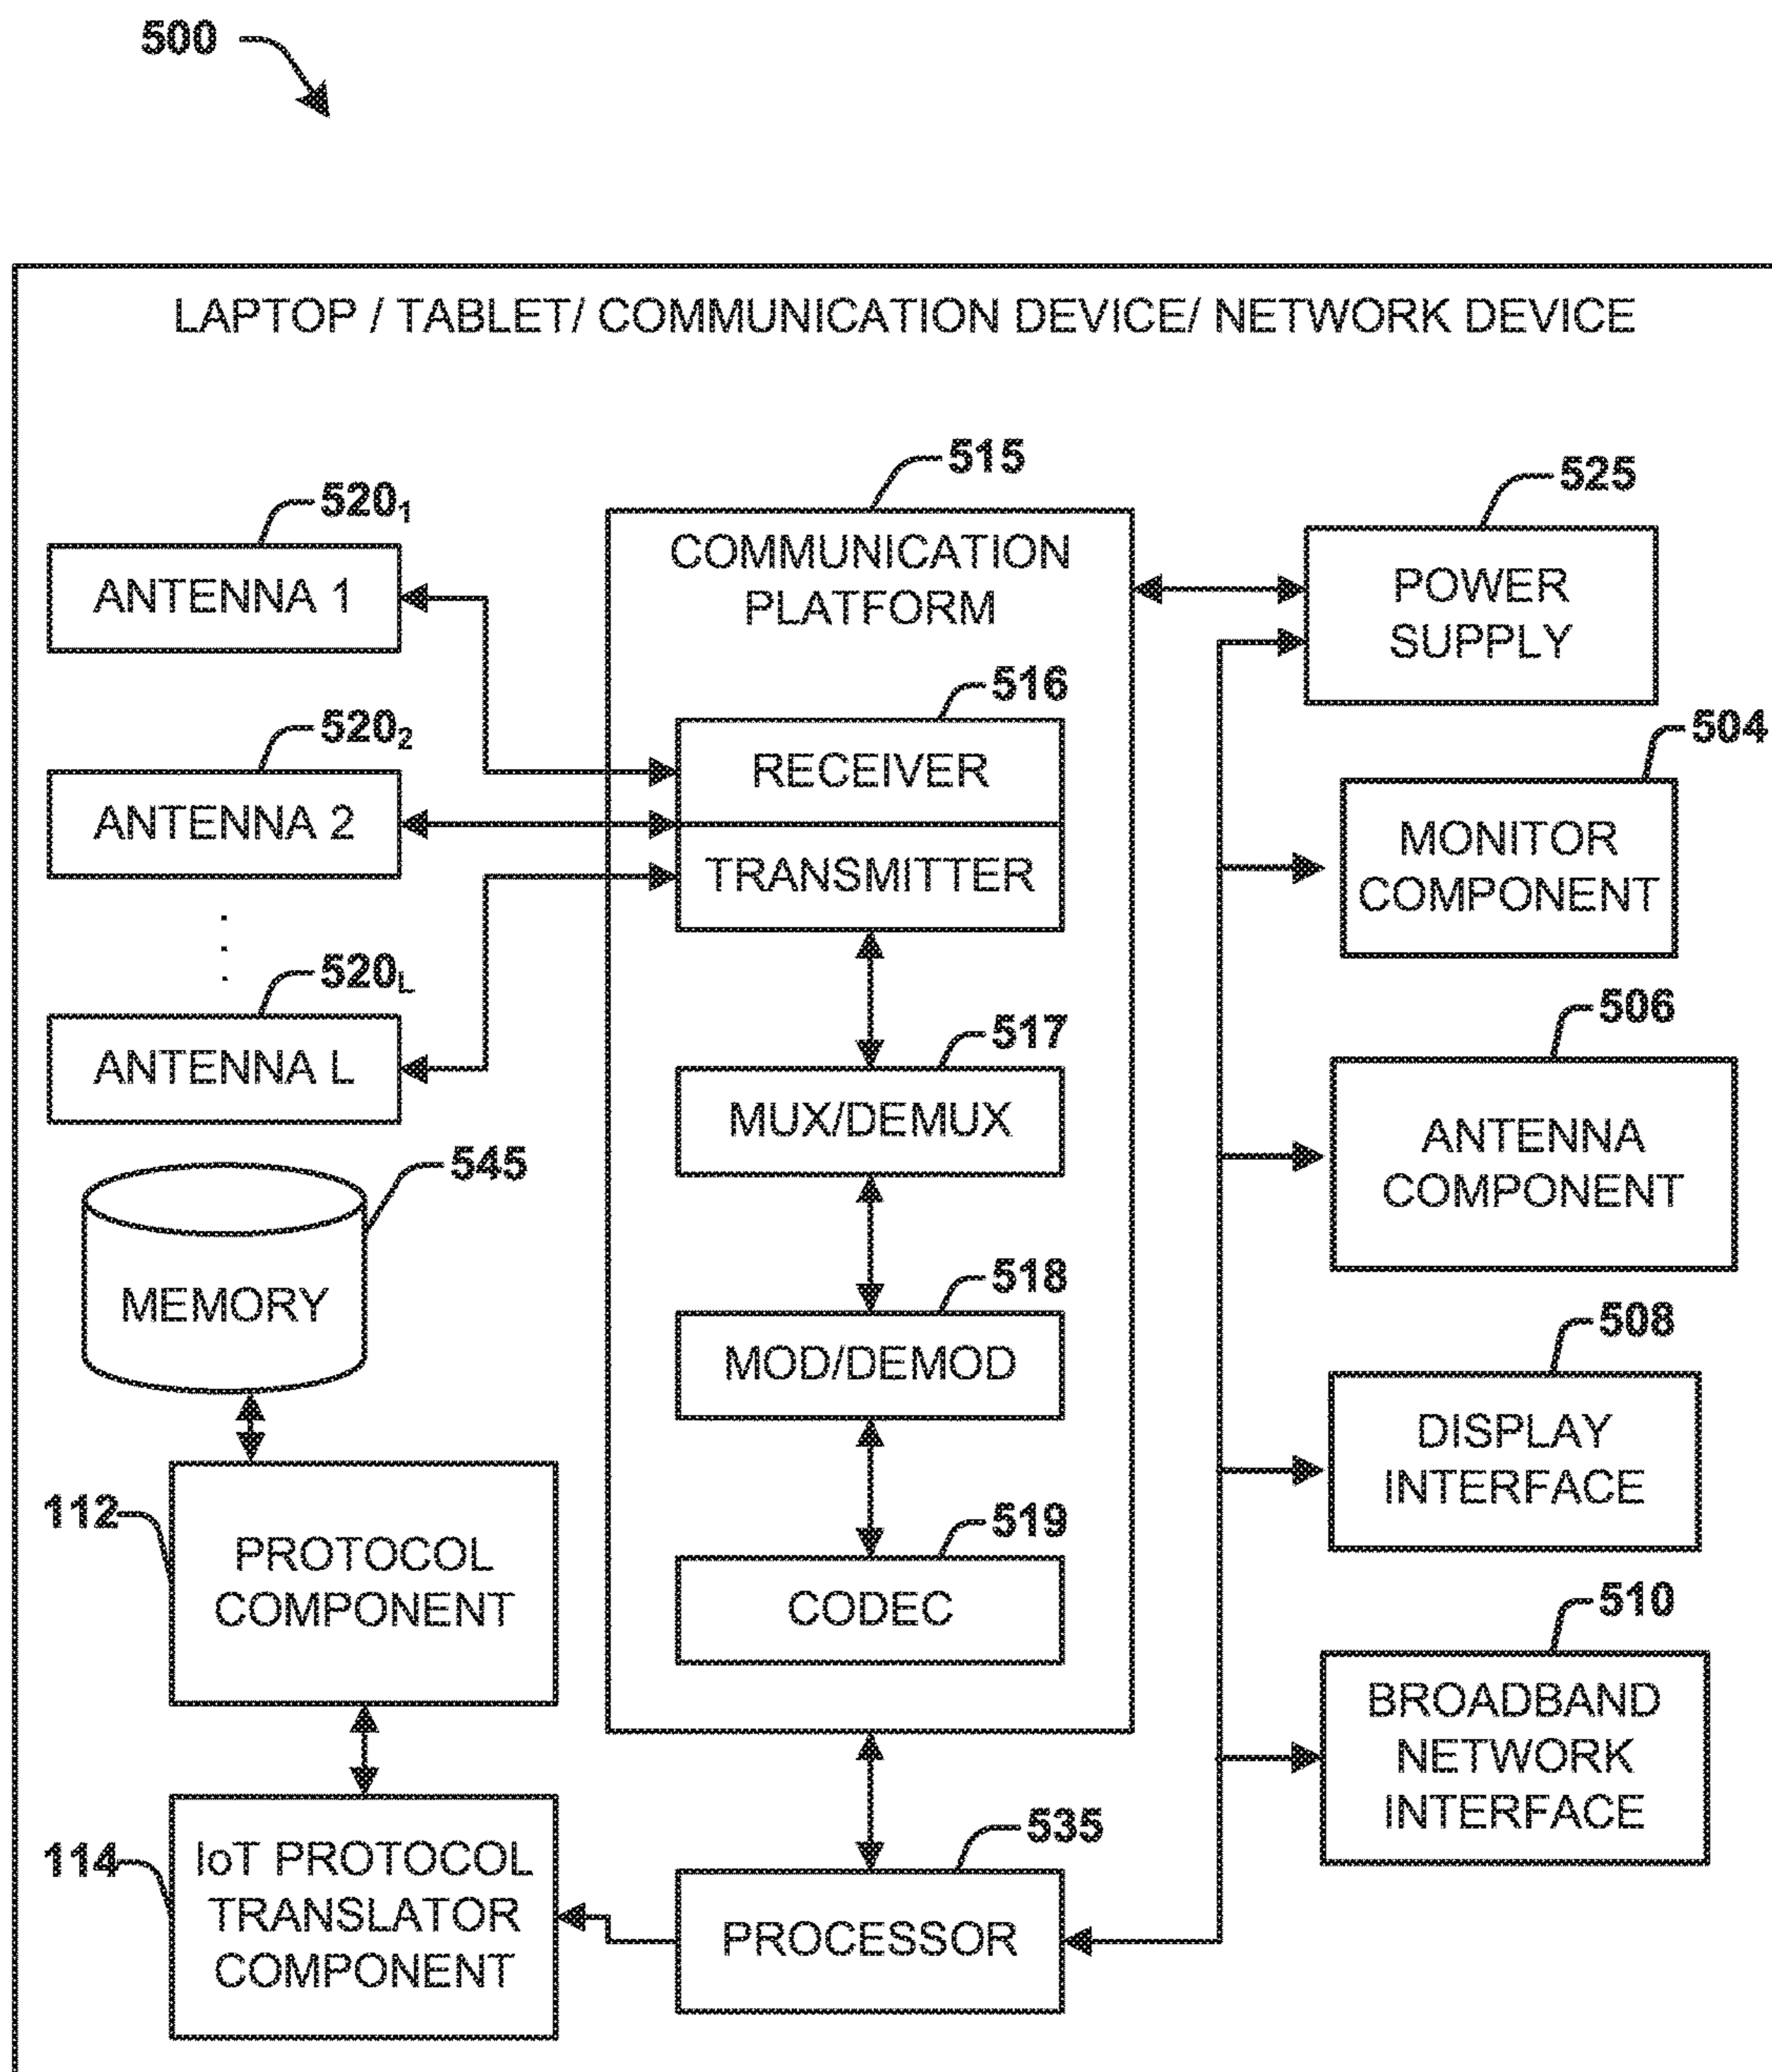 500
LAPTOP / TABLET/ COMMUNICATION DEVICE/ NETWORK DEVICE
520₁
ANTENNA 1
520₂
ANTENNA 2
520L
ANTENNA L
545
MEMORY
112
PROTOCOL
COMPONENT
114
IoT PROTOCOL
TRANSLATOR
COMPONENT
515
COMMUNICATION
PLATFORM
516
RECEIVER
TRANSMITTER
517
MUX/DEMUX
518
MOD/DEMOD
519
CODEC
535
PROCESSOR
525
POWER
SUPPLY
504
MONITOR
COMPONENT
506
ANTENNA
COMPONENT
508
DISPLAY
INTERFACE
510
BROADBAND
NETWORK
INTERFACE